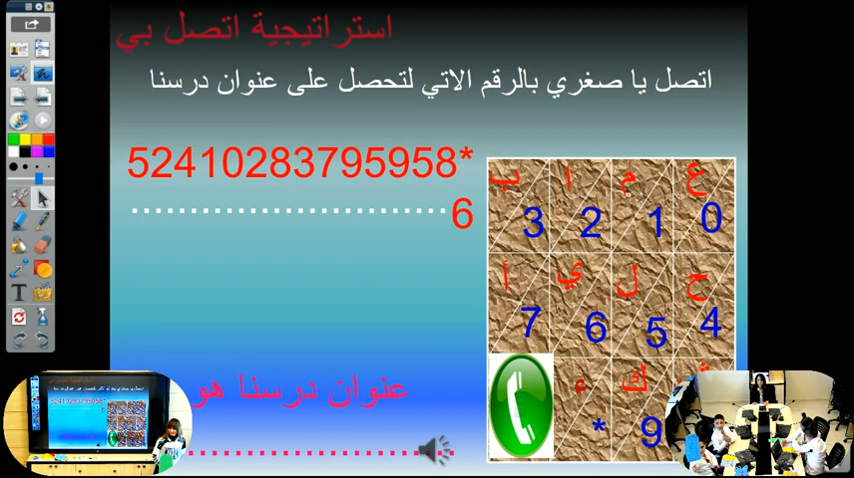 استراتيجية اتصل بي
اتصل يا صغري بالرقم الاتي لتحصل على عنوان درسنا
52410283795958*
6
ع م ا ب
0 1 2 3
ح ل ي أ
4 5 6 7
ك ء
9 *
عنوان درسنا هو
T